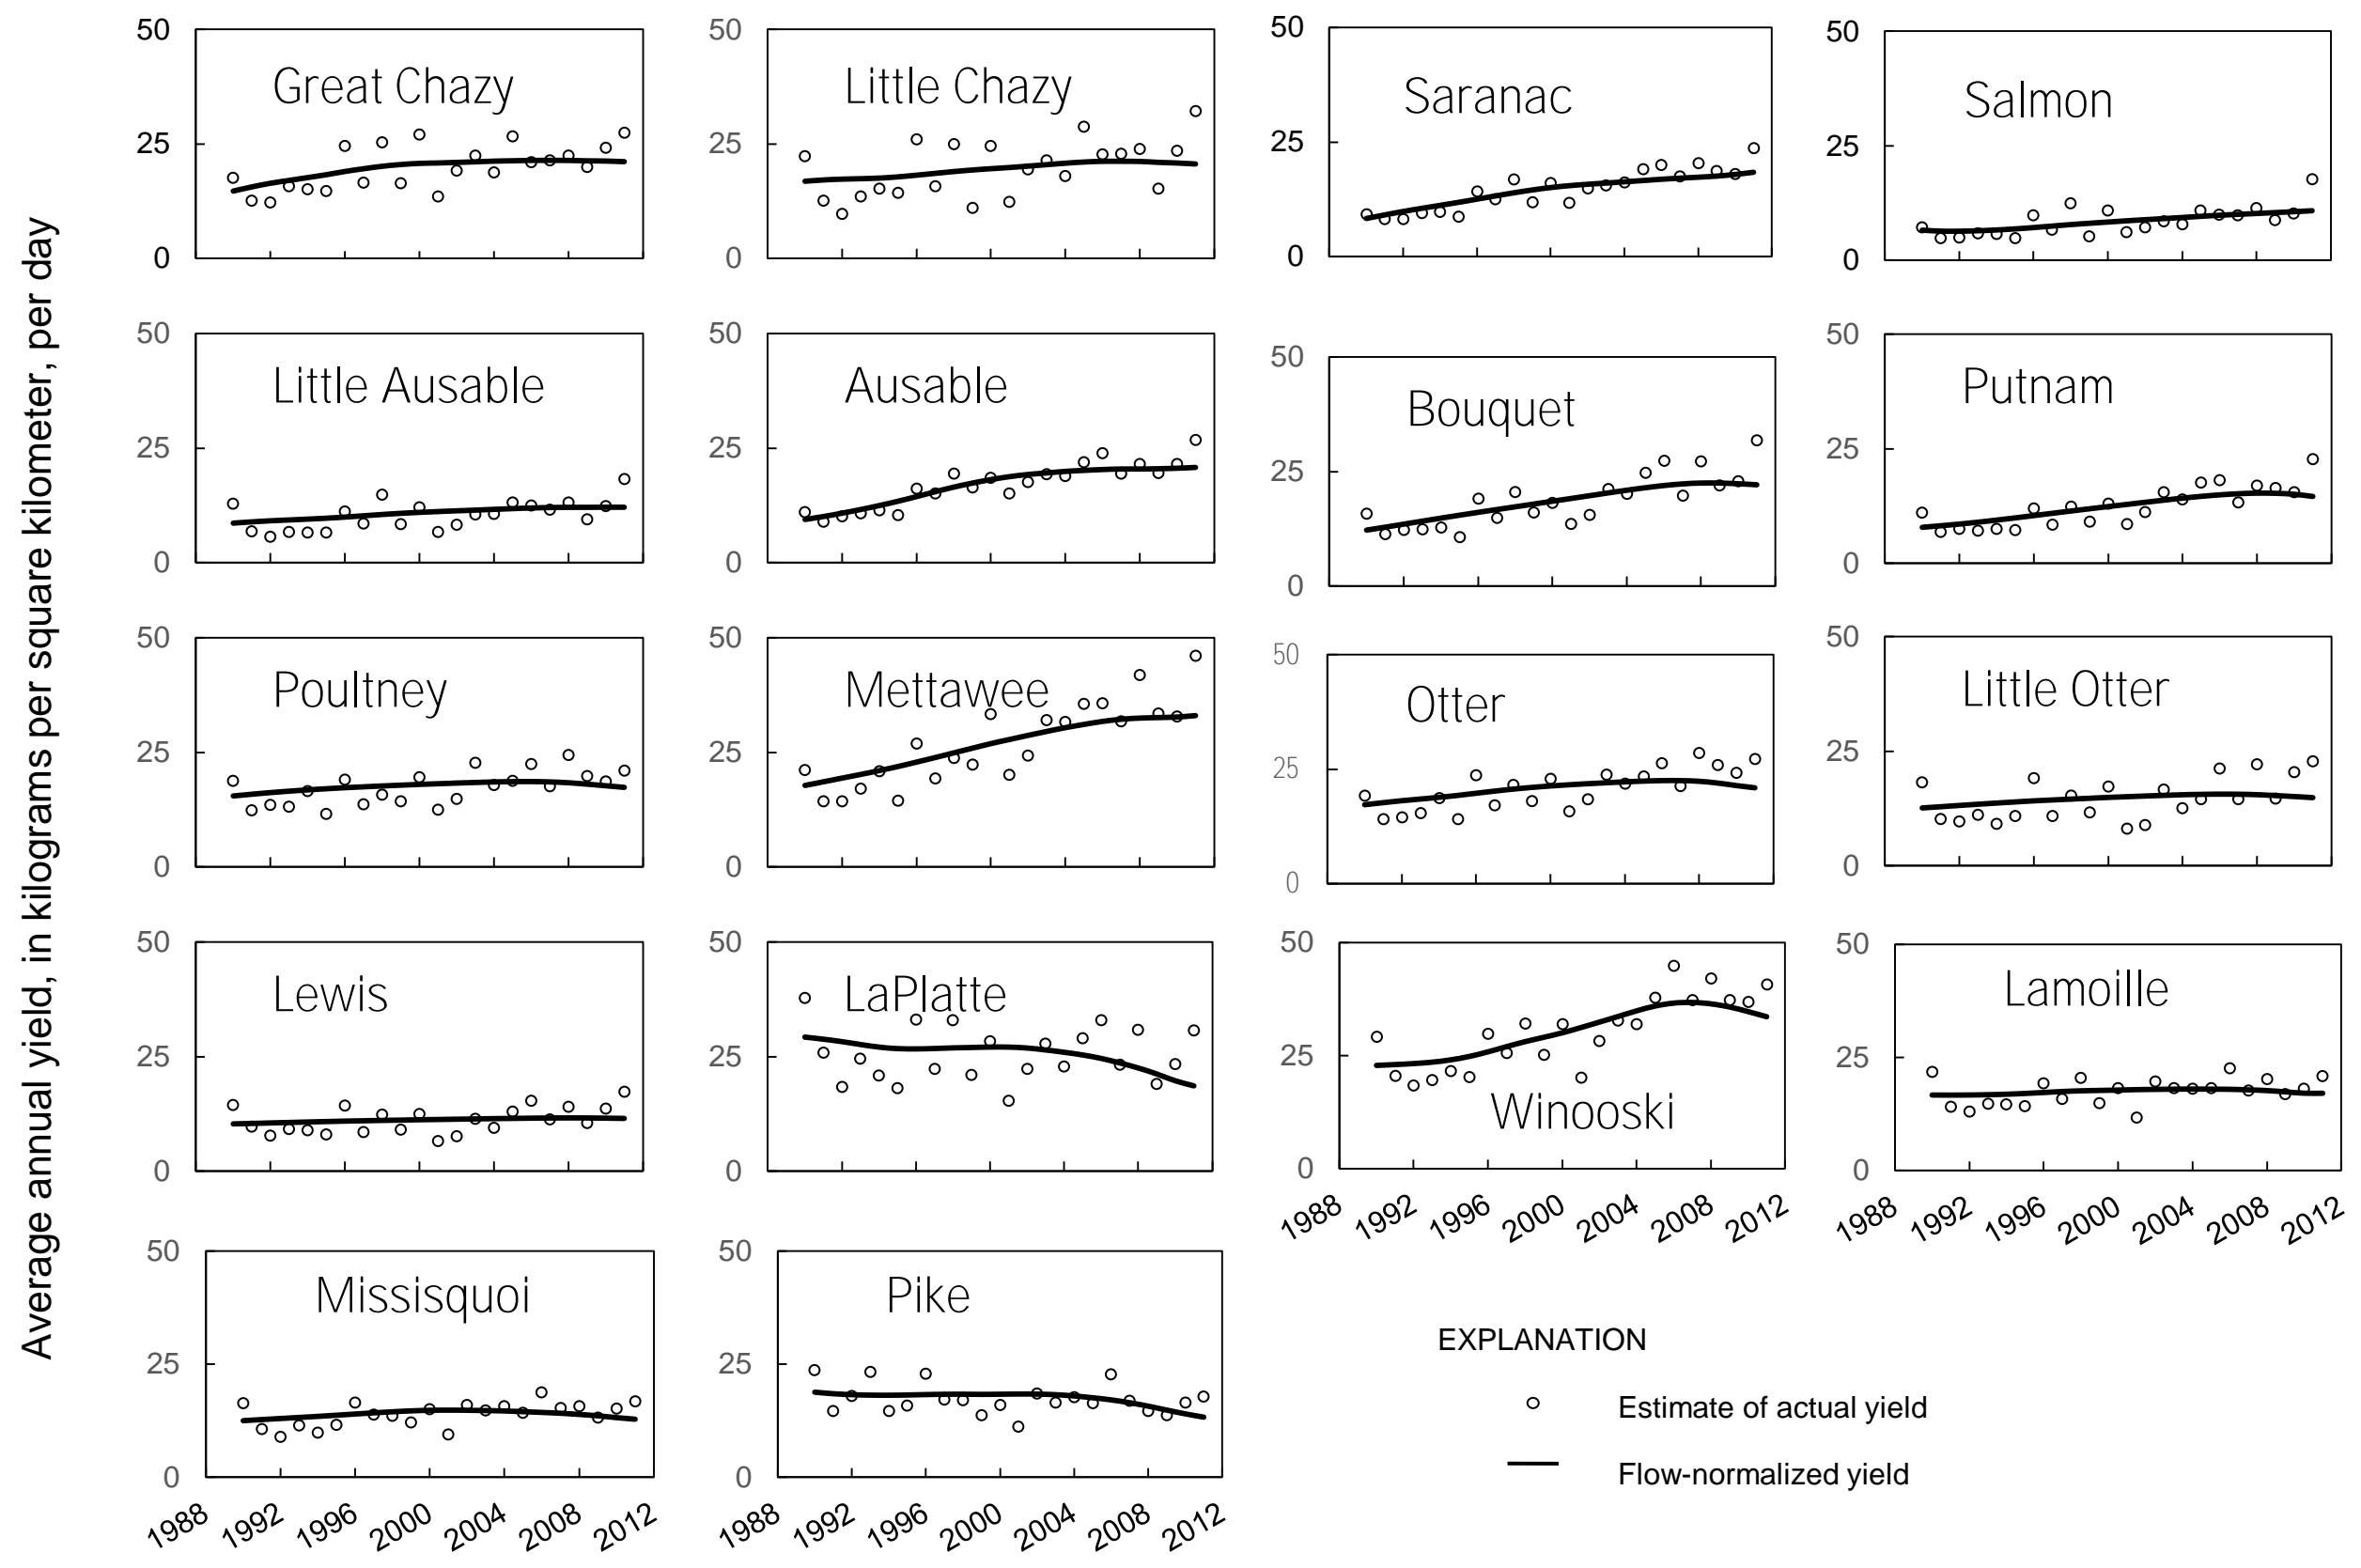 Average annual yield, in kilograms per square kilometer, per day
50
25
0
Great Chazy
50
25
0
Little Chazy
50
25
0
Saranac
50
25
0
Salmon
50
25
0
Little Ausable
50
25
0
Ausable
50
25
0
Bouquet
50
25
0
Putnam
50
25
0
Poultney
50
25
0
Mettawee
50
25
0
Otter
50
25
0
Little Otter
50
25
0
Lewis
50
25
0
LaPlatte
50
25
0
Winooski
1988 1992 1996 2000 2004 2008 2012
50
25
0
Lamoille
1988 1992 1996 2000 2004 2008 2012
50
25
0
Missisquoi
1988 1992 1996 2000 2004 2008 2012
50
25
0
Pike
1988 1992 1996 2000 2004 2008 2012
EXPLANATION
Estimate of actual yield
Flow-normalized yield